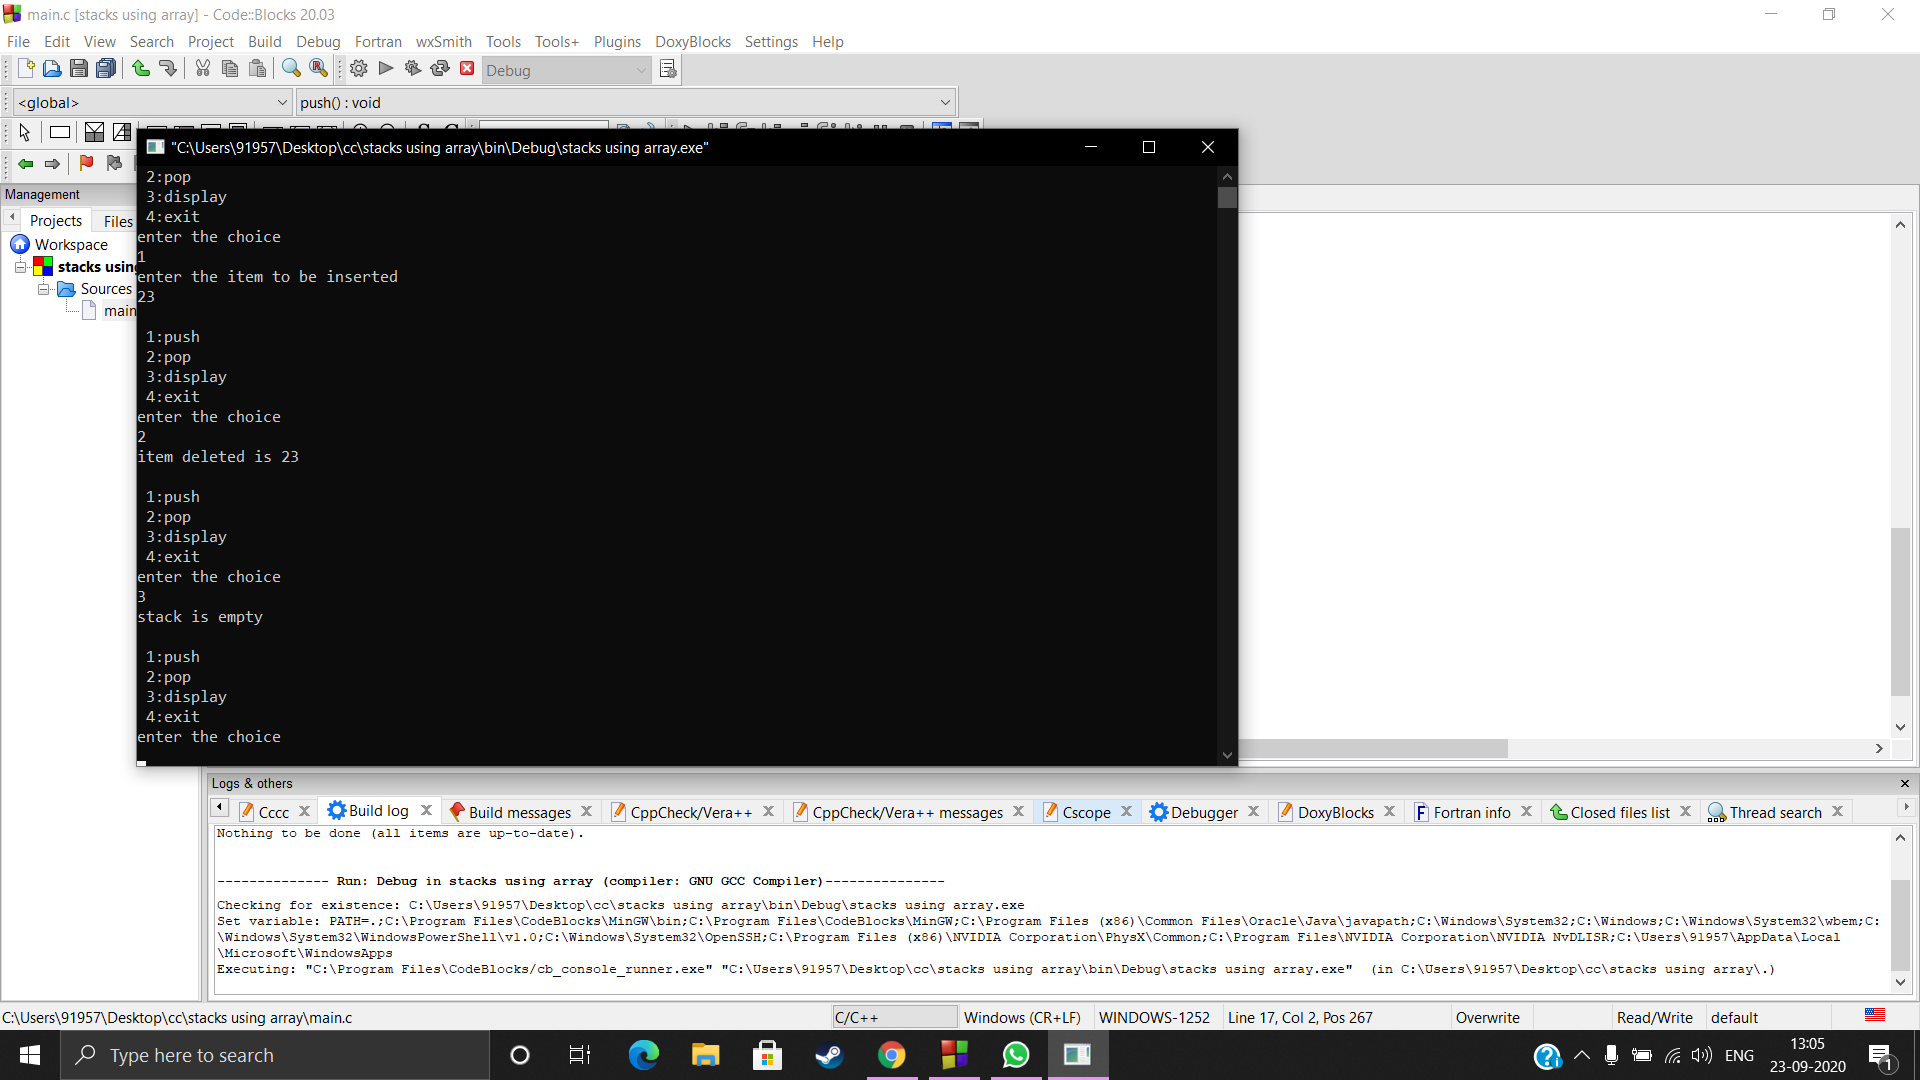 main.c [stacks using array] - Code::Blocks 20.03
File Edit View Search Project Build Debug Fortran wxSmith Tools Tools+ Plugins DoxyBlocks Settings Help
Debug
<global> push() : void
"C:\Users\91957\Desktop\cc\stacks using array\bin\Debug\stacks using array.exe"
Management
Projects Files
Workspace
stacks usin
Sources
main
2:pop
3:display
4:exit
enter the choice
1
enter the item to be inserted
23
1:push
2:pop
3:display
4:exit
enter the choice
2
item deleted is 23
1:push
2:pop
3:display
4:exit
enter the choice
3
stack is empty
1:push
2:pop
3:display
4:exit
enter the choice
Logs & others
Cccc Build log Build messages CppCheck/Vera++ CppCheck/Vera++ messages Cscope Debugger DoxyBlocks Fortran info Closed files list Thread search
Nothing to be done (all items are up-to-date).
-------------- Run: Debug in stacks using array (compiler: GNU GCC Compiler)---------------
Checking for existence: C:\Users\91957\Desktop\cc\stacks using array\bin\Debug\stacks using array.exe
Set variable: PATH=.;C:\Program Files\CodeBlocks\MinGW\bin;C:\Program Files\CodeBlocks\MinGW;C:\Program Files (x86)\Common Files\Oracle\Java\javapath;C:\Windows\System32;C:\Windows;C:\Windows\System32\wbem;C:
\Windows\System32\WindowsPowerShell\v1.0;C:\Windows\System32\OpenSSH;C:\Program Files (x86)\NVIDIA Corporation\PhysX\Common;C:\Program Files\NVIDIA Corporation\NVIDIA NvDLISR;C:\Users\91957\AppData\Local
\Microsoft\WindowsApps
Executing: "C:\Program Files\CodeBlocks/cb_console_runner.exe" "C:\Users\91957\Desktop\cc\stacks using array\bin\Debug\stacks using array.exe"  (in C:\Users\91957\Desktop\cc\stacks using array\.)
C:\Users\91957\Desktop\cc\stacks using array\main.c C/C++ Windows (CR+LF) WINDOWS-1252 Line 17, Col 2, Pos 267 Overwrite Read/Write default
Type here to search
ENG
13:05
23-09-2020
1